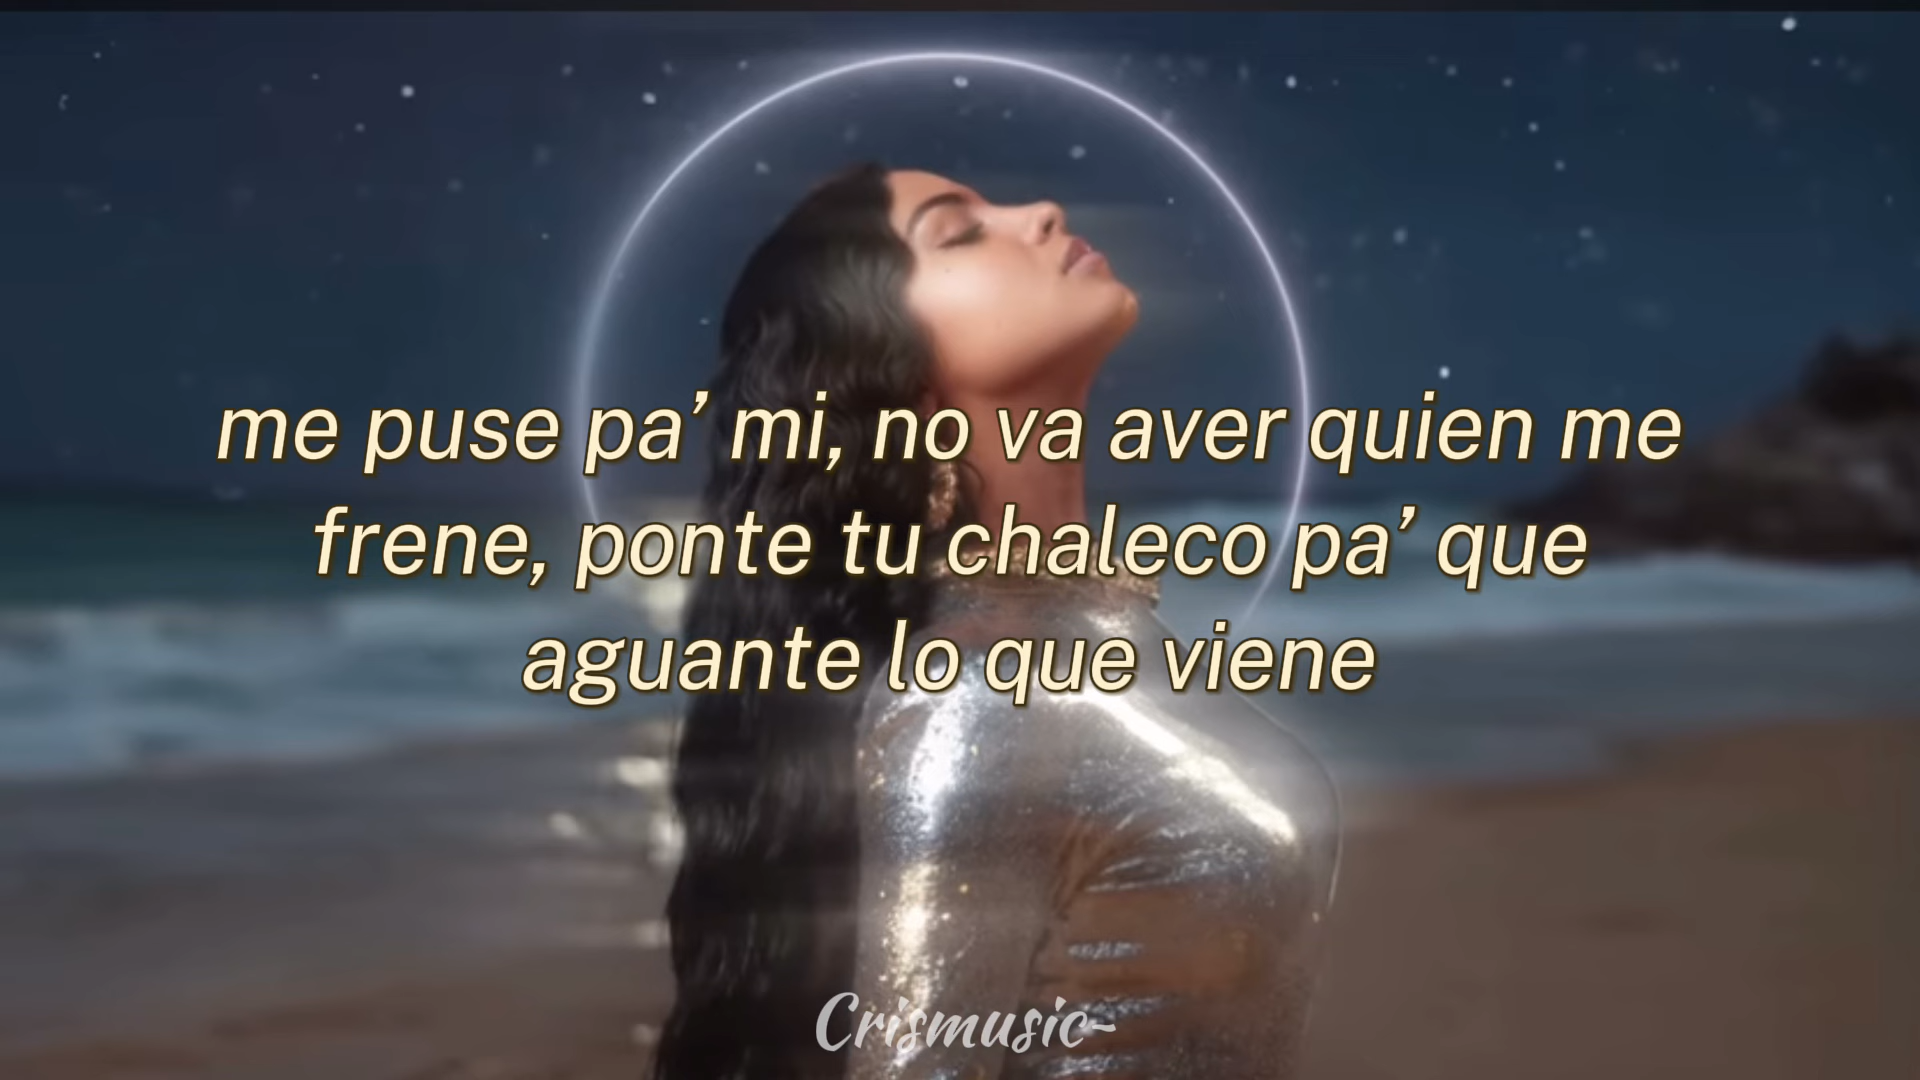 me puse pa’ mi, no va aver quien me
frene, ponte tu chaleco pa’ que
aguante lo que viene
Crismusic~